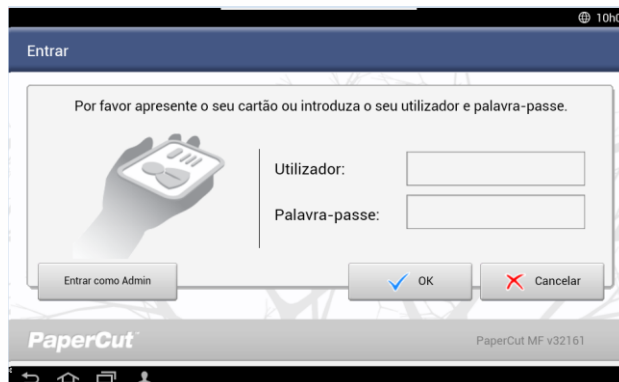 10h0
Entrar
Por favor apresente o seu cartão ou introduza o seu utilizador e palavra-passe.
Utilizador:
Palavra-passe:
Entrar como Admin
OK
Cancelar
PaperCut™
PaperCut MF v32161